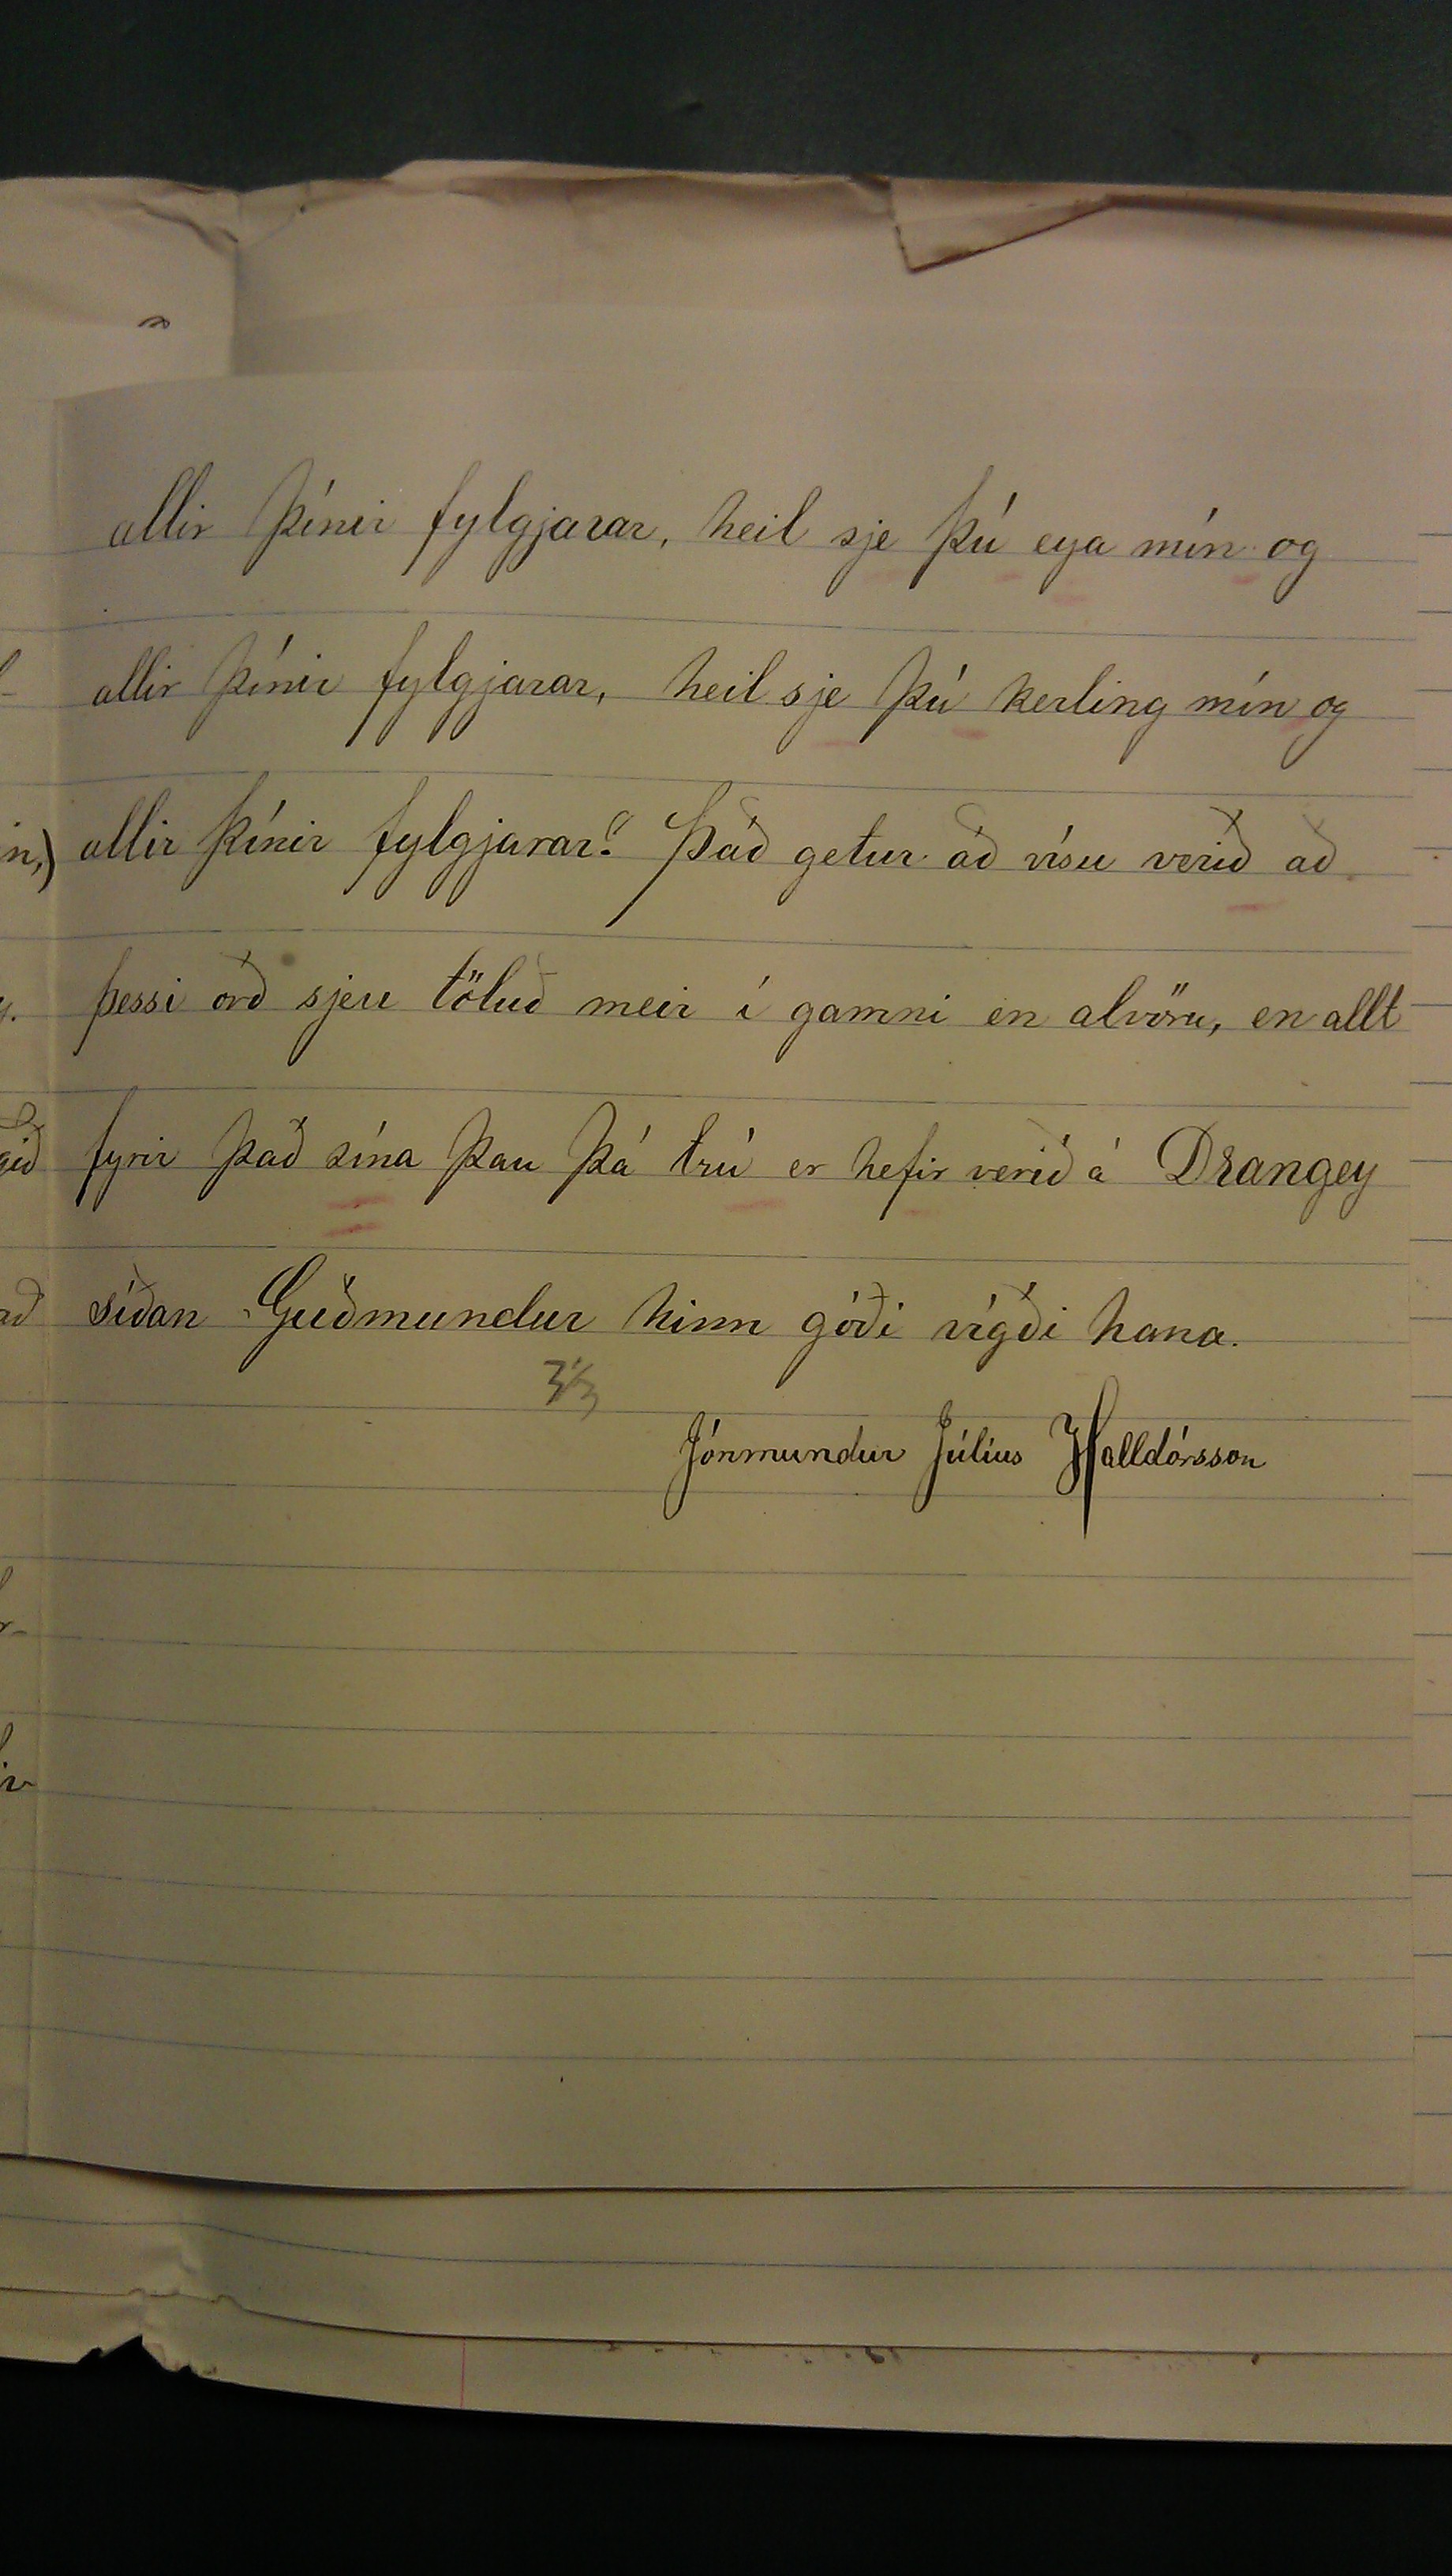 allir þínir fylgjarar, heil sje þú eya mín og
allir þínir fylgjarar, heil sje þú kerling mín og
allir þínir fylgjarar." Það getur að vísu verið að
þessi orð sjeu töluð meir í gamni en alvöru, en allt
fyrir það sína þau þá trú er hefir verið á Drangey
síðan Guðmundur hinn góði vígði hana.
Jónmundur Júlíus Halldórsson